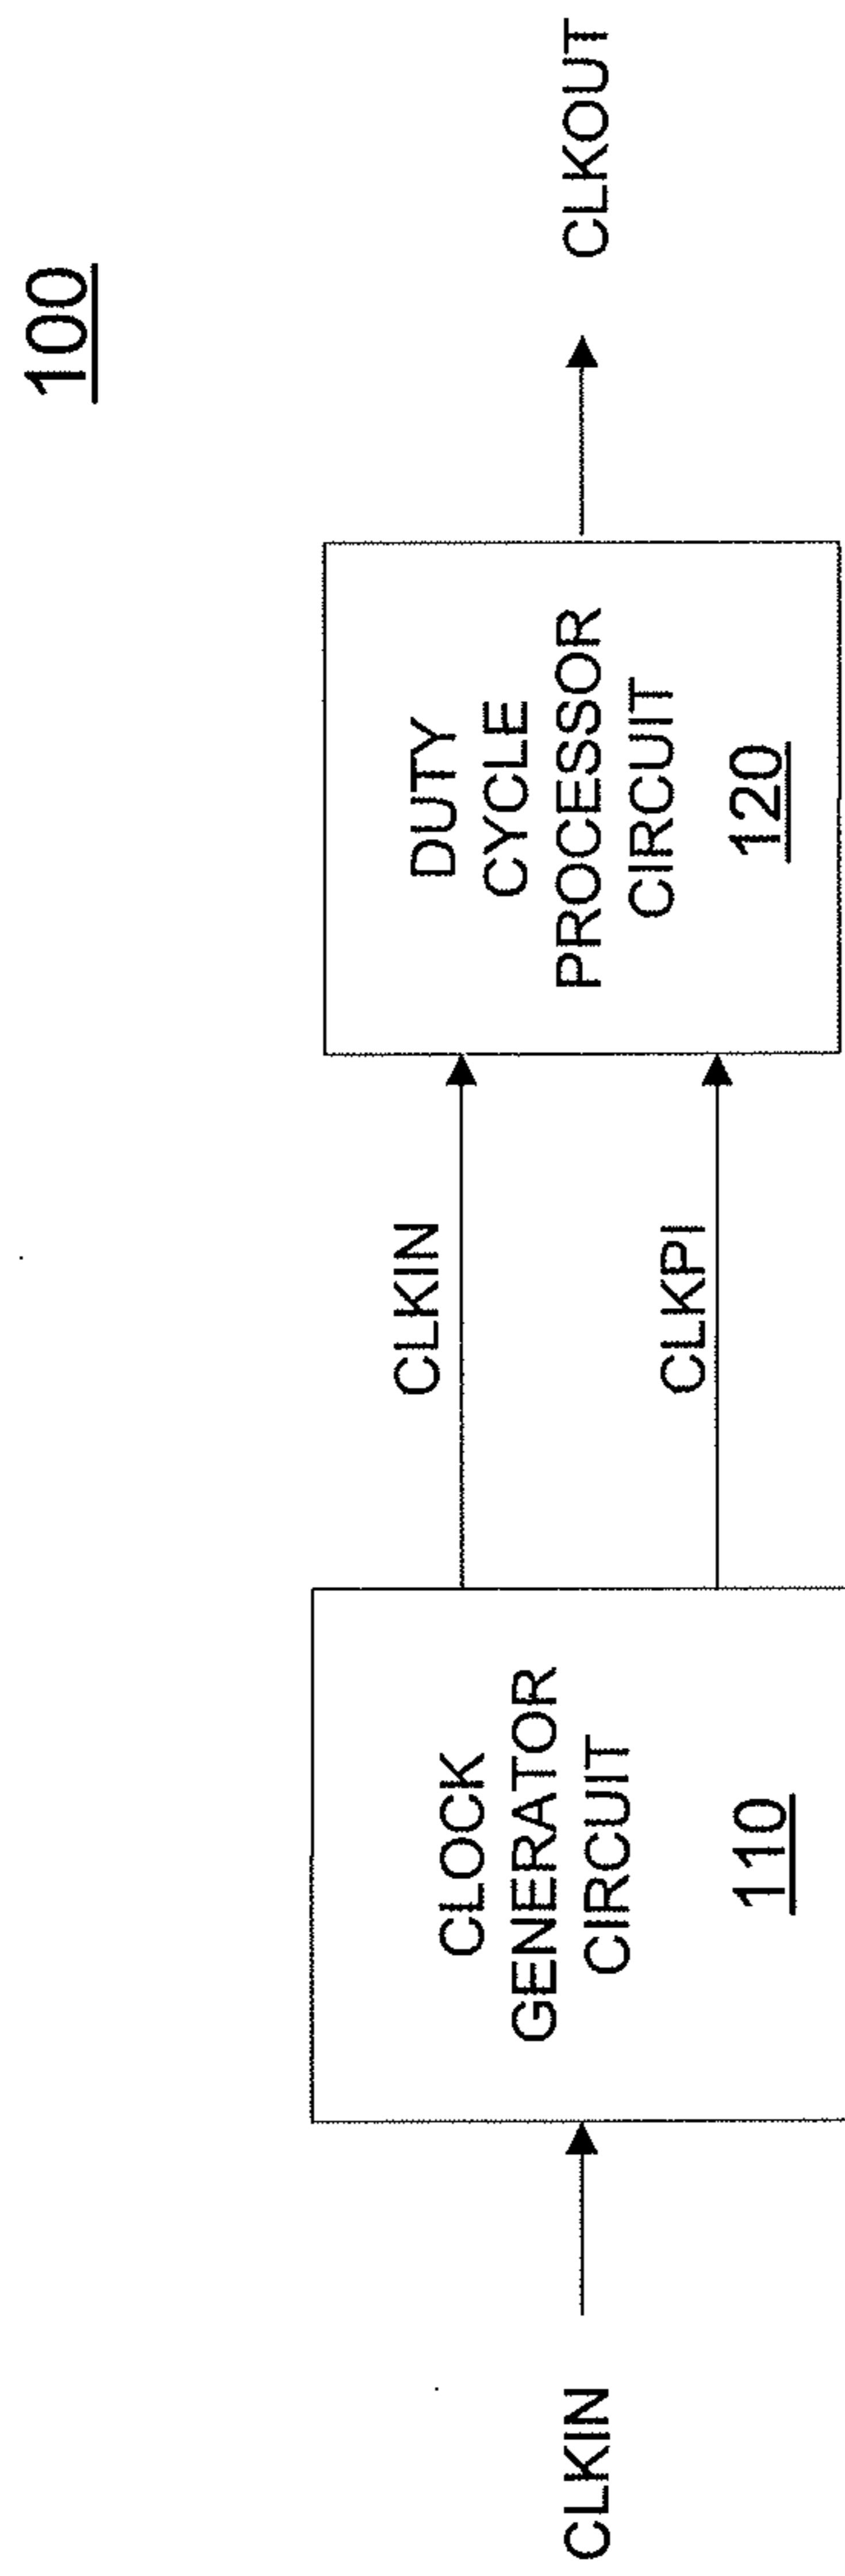 100
CLKIN
CLOCK
GENERATOR
CIRCUIT
110
CLKIN
CLKPI
DUTY
CYCLE
PROCESSOR
CIRCUIT
120
CLKOUT